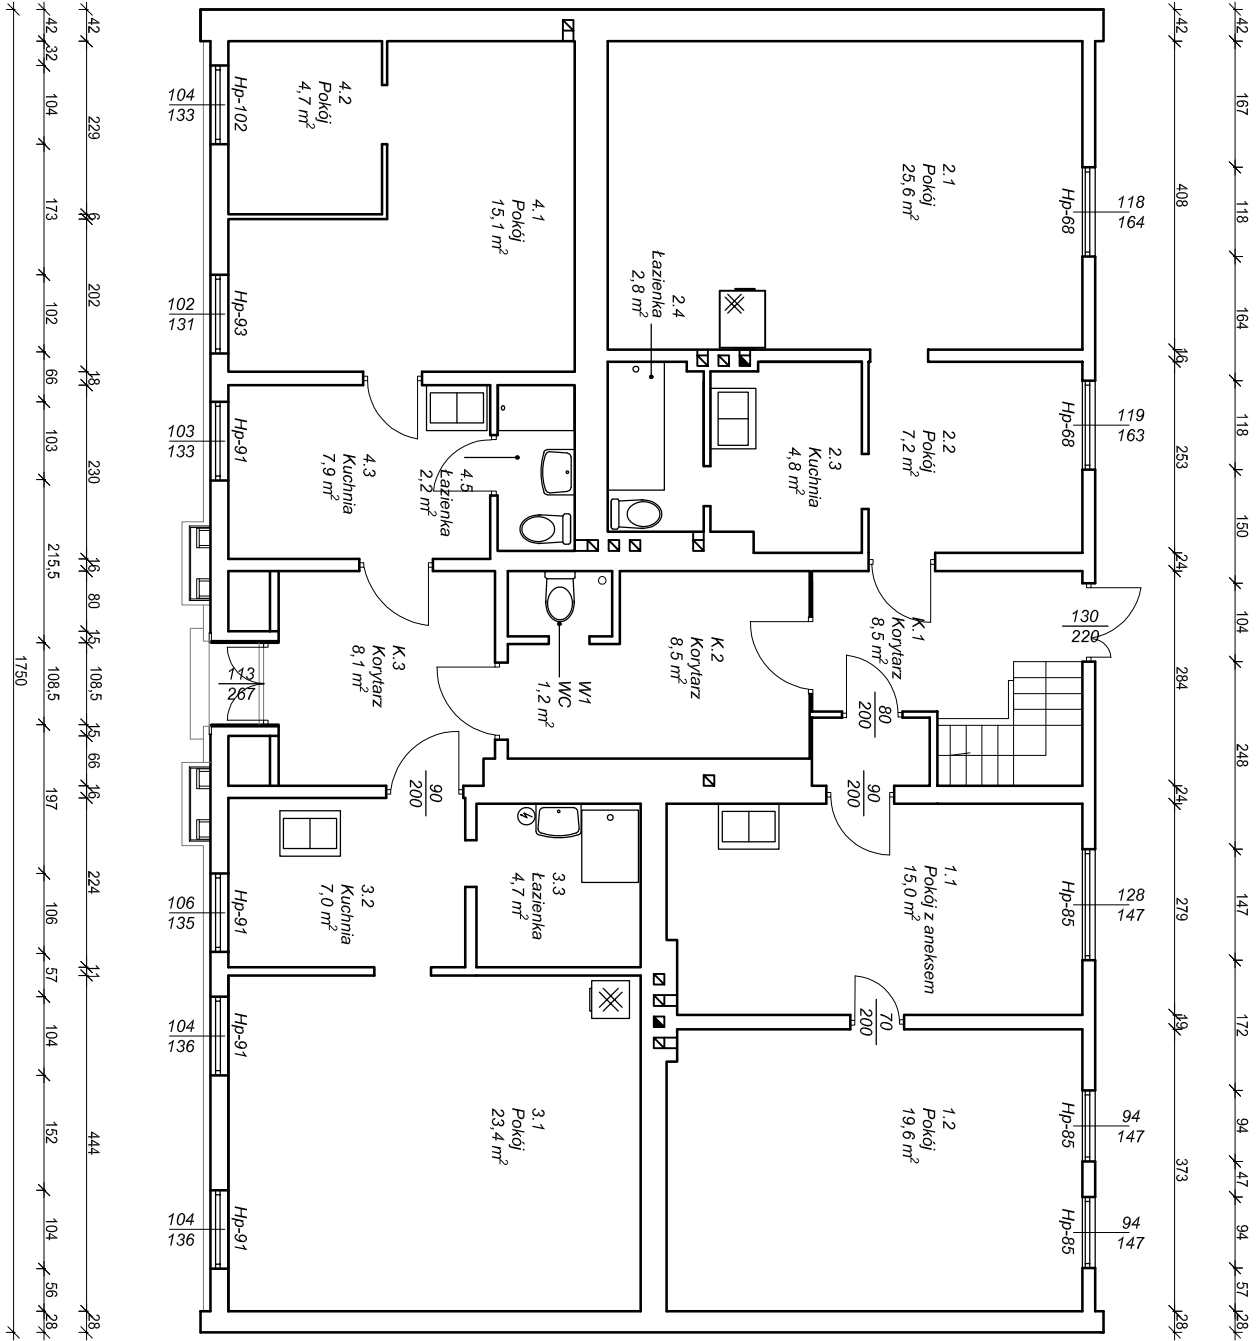 42
167
118
164
118
150
104
248
147
172
94
47
94
57
28
42
408
16
253
24
284
24
279
19
373
28
118
164
Hp-68
119
163
Hp-68
130
220
128
147
Hp-85
94
147
Hp-85
94
147
Hp-85
2.1
Pokój
25,6 m²
2.2
Pokój
7,2 m²
2.3
Kuchnia
4,8 m²
2.4
Łazienka
2,8 m²
K.1
Korytarz
8,5 m²
80
200
90
200
1.1
Pokój z aneksem
15,0 m²
70
200
1.2
Pokój
19,6 m²
K.2
Korytarz
8,5 m²
W1
WC
1,2 m²
4.1
Pokój
15,1 m²
4.2
Pokój
4,7 m²
4.3
Kuchnia
7,9 m²
4.5
Łazienka
2,2 m²
K.3
Korytarz
8,1 m²
90
200
3.3
Łazienka
4,7 m²
3.2
Kuchnia
7,0 m²
3.1
Pokój
23,4 m²
Hp-102
104
133
Hp-93
102
131
Hp-91
103
133
113
267
Hp-91
106
135
Hp-91
104
136
Hp-91
104
136
42
229
6
202
18
230
16
80
15
108,5
15
66
16
224
11
444
28
42
32
104
173
102
66
103
215,5
108,5
197
106
57
104
152
104
56
28
1750